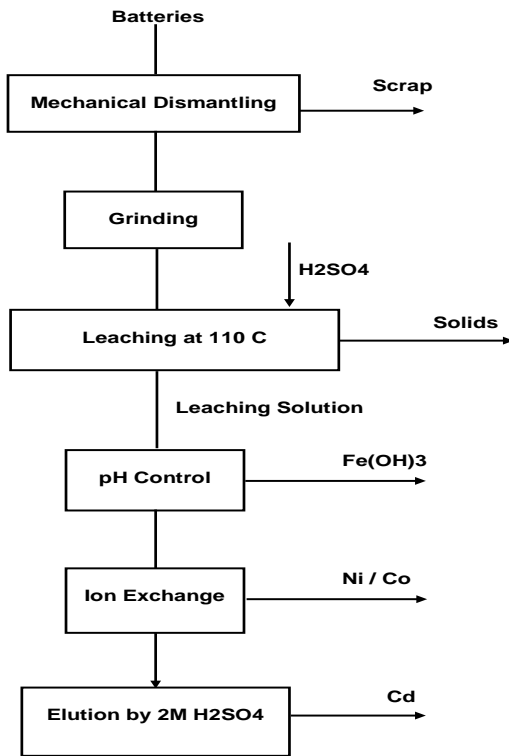 Batteries
Mechanical Dismantling
Scrap
Grinding
H2SO4
Leaching at 110 C
Solids
Leaching Solution
pH Control
Fe(OH)3
Ion Exchange
Ni / Co
Elution by 2M H2SO4
Cd